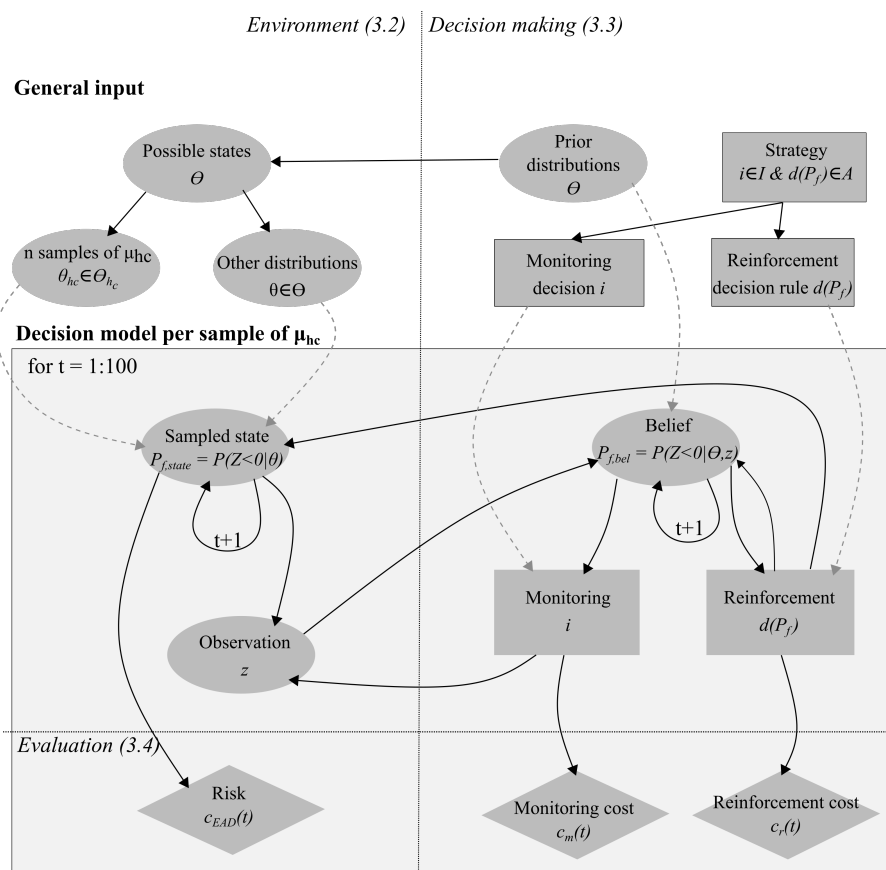 Environment (3.2)
Decision making (3.3)
General input
Possible states
Ɵ
Prior
distributions
Ɵ
Strategy
i∈I & d(P_f)∈A
n samples of μ_hc
θ_hc∈Ɵ_h_c
Other distributions
θ∈Ɵ
Monitoring
decision i
Reinforcement
decision rule d(P_f)
Decision model per sample of μ_hc
for t = 1:100
Sampled state
P_f,state = P(Z<0|θ)
t+1
Belief
P_f,bel = P(Z<0|Ɵ,z)
t+1
Observation
z
Monitoring
i
Reinforcement
d(P_f)
Evaluation (3.4)
Risk
c_EAD(t)
Monitoring cost
c_m(t)
Reinforcement cost
c_r(t)